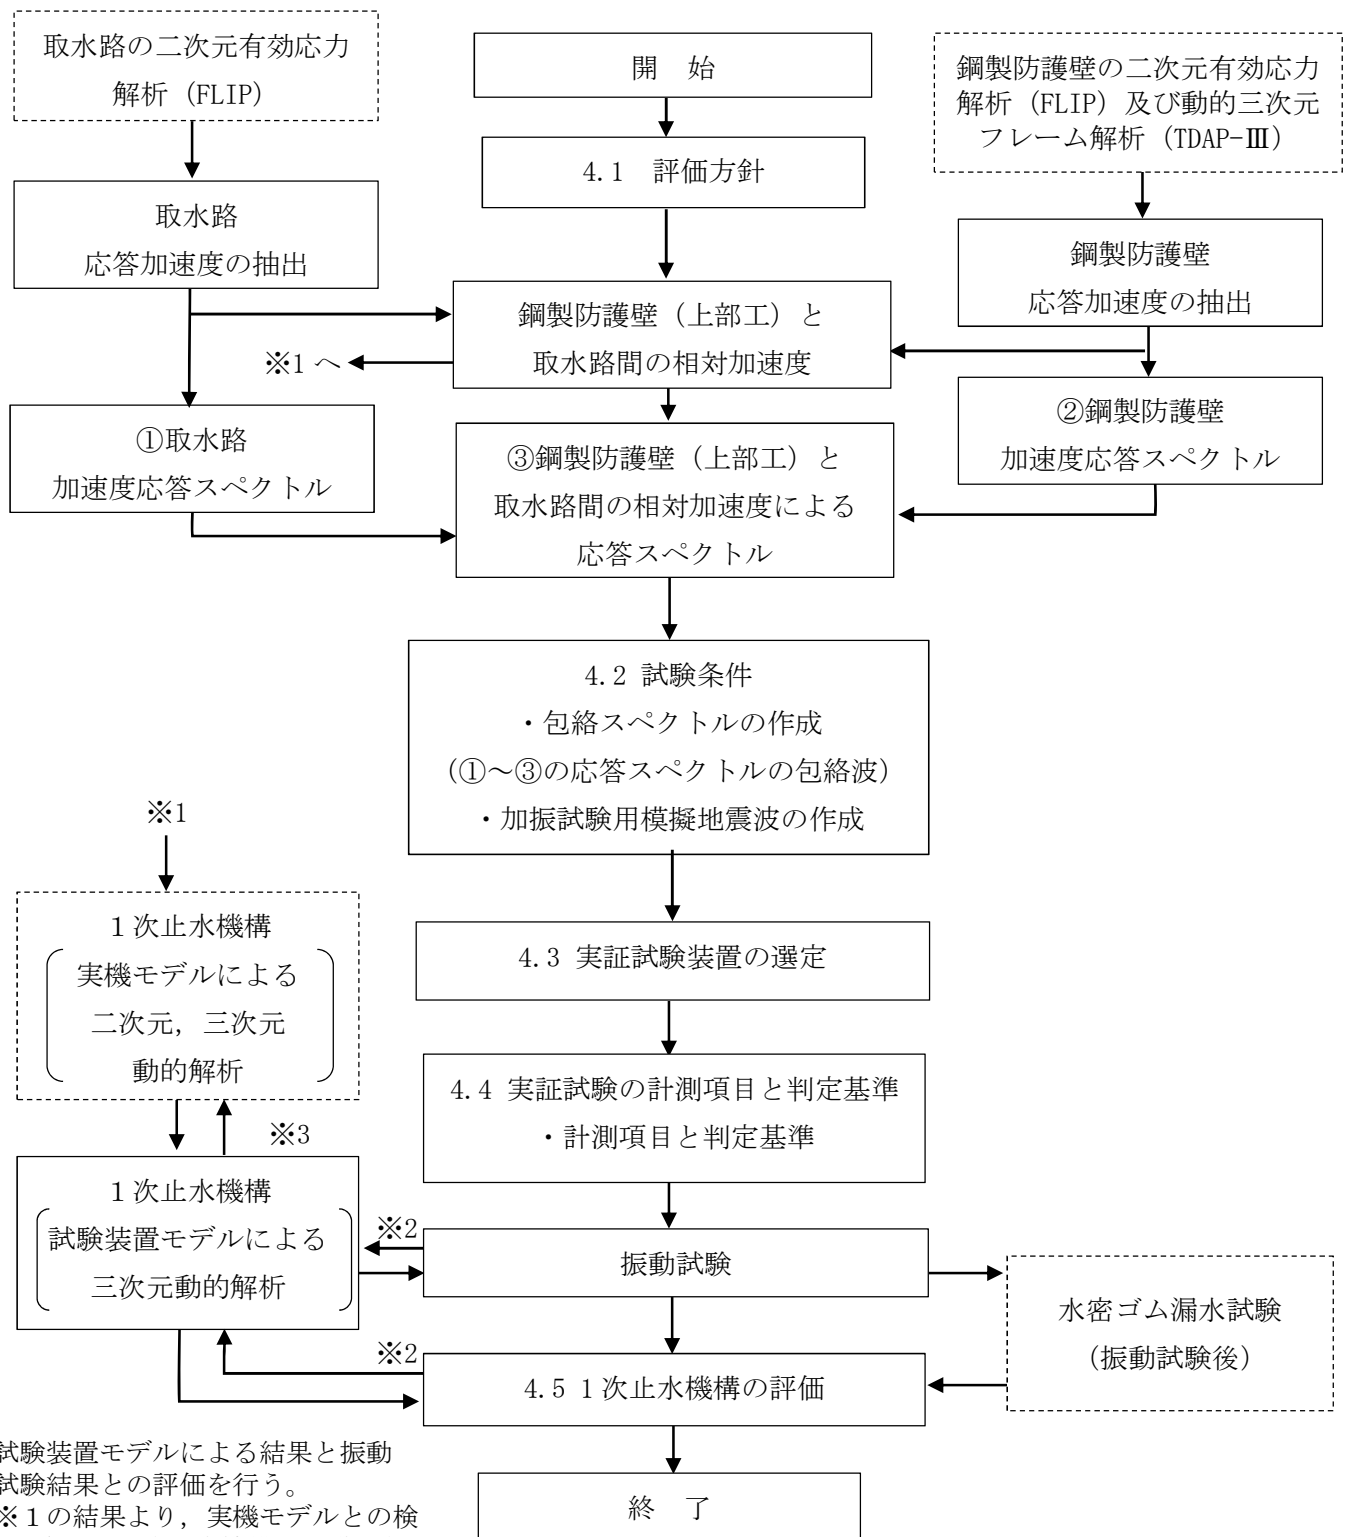 取水路の二次元有効応力
解析（FLIP）
開　始
鋼製防護壁の二次元有効応力
解析（FLIP）及び動的三次元
フレーム解析（TDAP-Ⅲ）
4.1　評価方針
取水路
応答加速度の抽出
鋼製防護壁
応答加速度の抽出
鋼製防護壁（上部工）と
取水路間の相対加速度
※1 へ
①取水路
加速度応答スペクトル
②鋼製防護壁
加速度応答スペクトル
③鋼製防護壁（上部工）と
取水路間の相対加速度による
応答スペクトル
4.2 試験条件
・包絡スペクトルの作成
（①～③の応答スペクトルの包絡波）
・加振試験用模擬地震波の作成
※1
１次止水機構
実機モデルによる
二次元，三次元
動的解析
4.3 実証試験装置の選定
4.4 実証試験の計測項目と判定基準
・計測項目と判定基準
※3
１次止水機構
試験装置モデルによる
三次元動的解析
※2
振動試験
水密ゴム漏水試験
（振動試験後）
※2
4.5 1 次止水機構の評価
試験装置モデルによる結果と振動
試験結果との評価を行う。
※１の結果より，実機モデルとの検
終　了